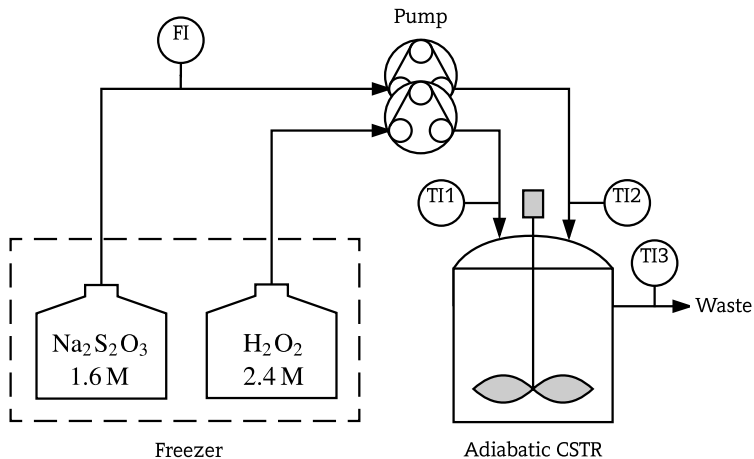 Pump
FI
TI1
TI2
TI3
Waste
Na₂S₂O₃
1.6 M
H₂O₂
2.4 M
Freezer
Adiabatic CSTR